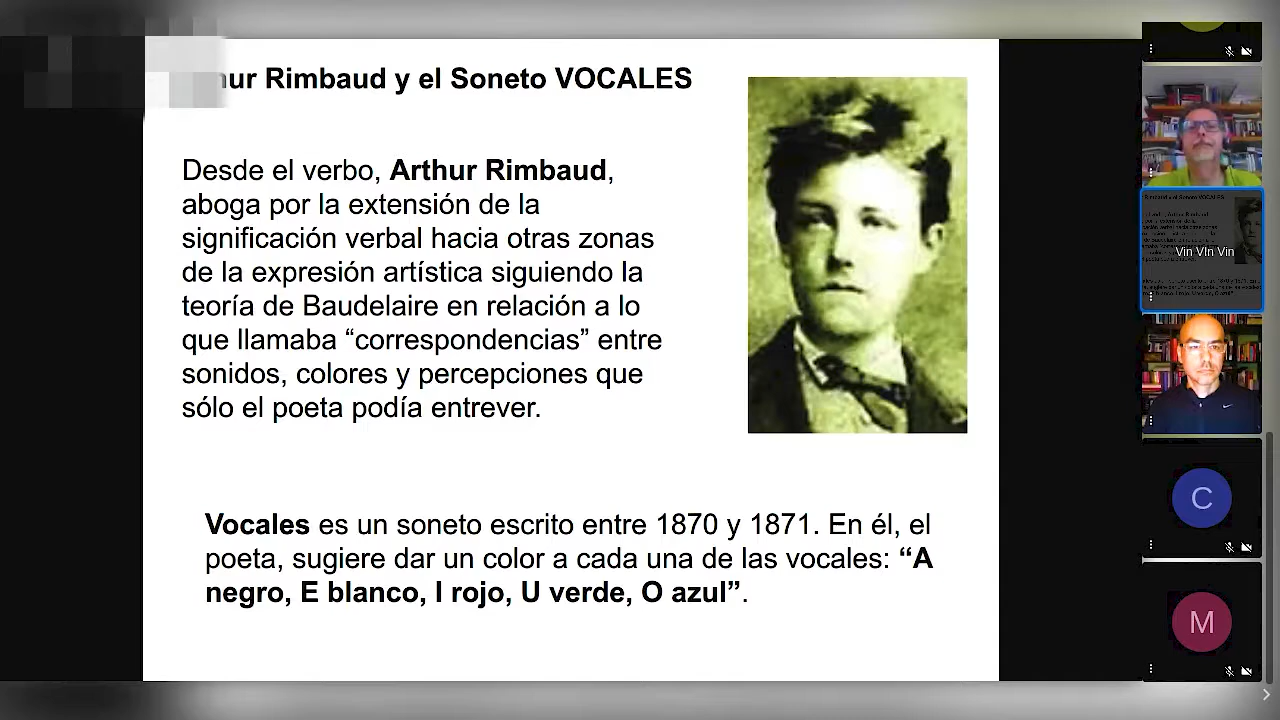 Rimbaud y el Soneto VOCALES
Desde el verbo, Arthur Rimbaud,
aboga por la extensión de la
significación verbal hacia otras zonas
de la expresión artística siguiendo la
teoría de Baudelaire en relación a lo
que llamaba “correspondencias” entre
sonidos, colores y percepciones que
sólo el poeta podía entrever.
Vocales es un soneto escrito entre 1870 y 1871. En él, el
poeta, sugiere dar un color a cada una de las vocales: “A
negro, E blanco, I rojo, U verde, O azul”.
Vin VIn Vin
C
M